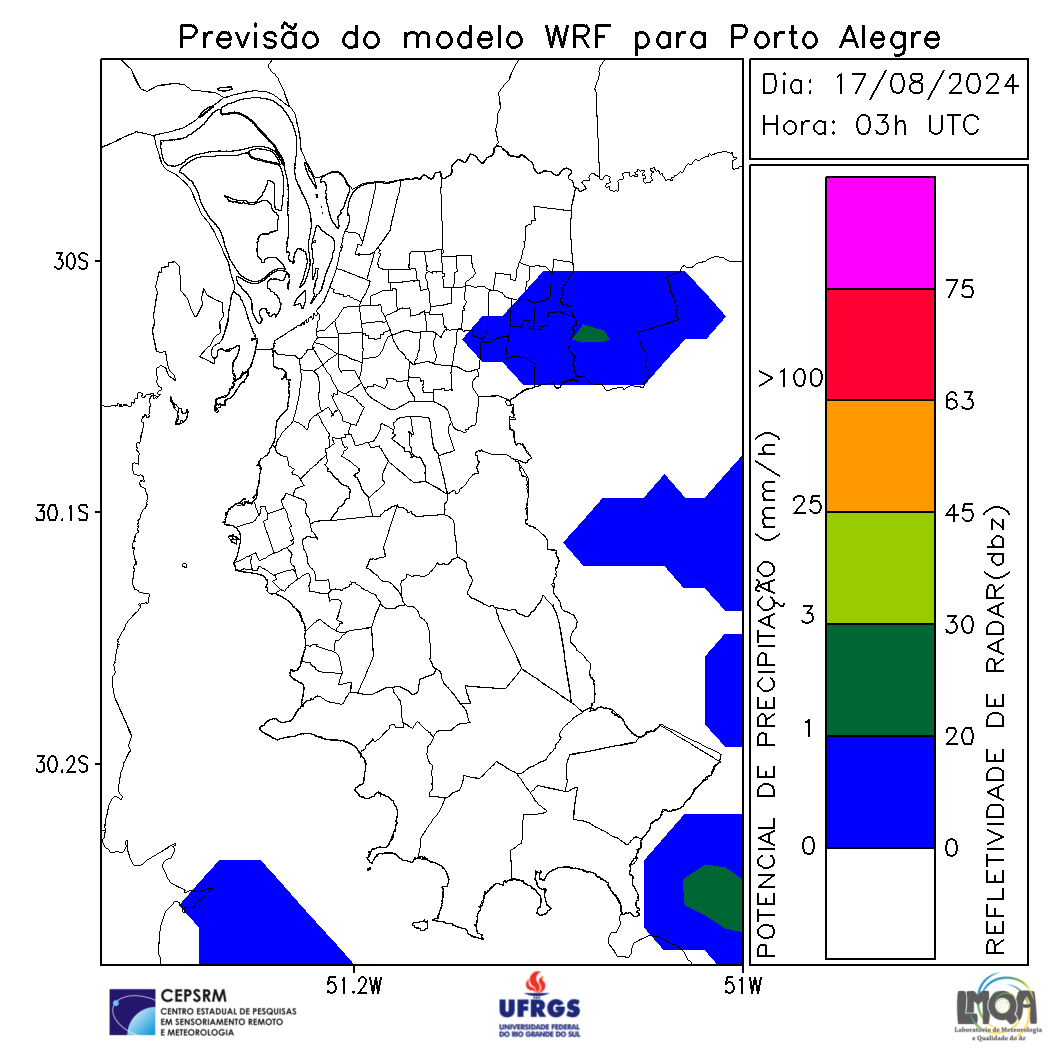 Previsão do modelo WRF para Porto Alegre
Dia: 17/08/2024
Hora: 03h UTC
30S
30.1S
30.2S
51.2W
51W
POTENCIAL DE PRECIPITAÇÃO (mm/h)
>100
25
3
1
0
75
63
45
30
20
0
REFLETIVIDADE DE RADAR(dbz)
CEPSRM
CENTRO ESTADUAL DE PESQUISAS
EM SENSORIAMENTO REMOTO
E METEOROLOGIA
UFRGS
UNIVERSIDADE FEDERAL
DO RIO GRANDE DO SUL
LMQA
Laboratório de Meteorologia
e Qualidade do Ar